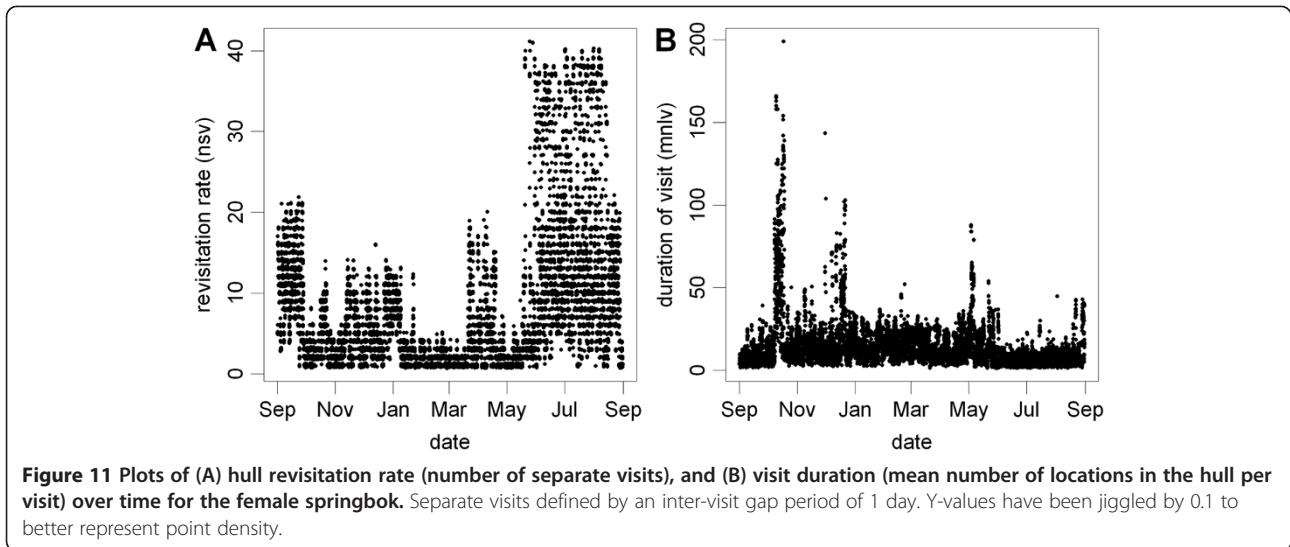 A
revisitation rate (nsv)
40
30
20
10
0
Sep Nov Jan Mar May Jul Sep
date
B
duration of visit (mnlv)
200
150
100
50
0
Sep Nov Jan Mar May Jul Sep
date
Figure 11 Plots of (A) hull revisitation rate (number of separate visits), and (B) visit duration (mean number of locations in the hull per
visit) over time for the female springbok. Separate visits defined by an inter-visit gap period of 1 day. Y-values have been jiggled by 0.1 to
better represent point density.